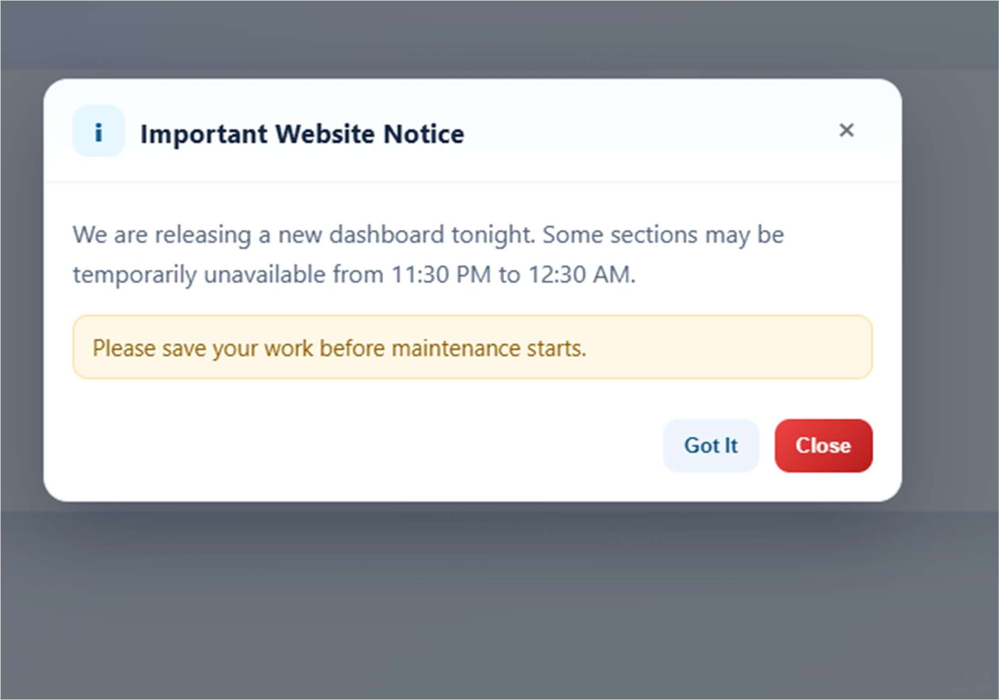 i
Important Website Notice
×
We are releasing a new dashboard tonight. Some sections may be
temporarily unavailable from 11:30 PM to 12:30 AM.
Please save your work before maintenance starts.
Got It
Close